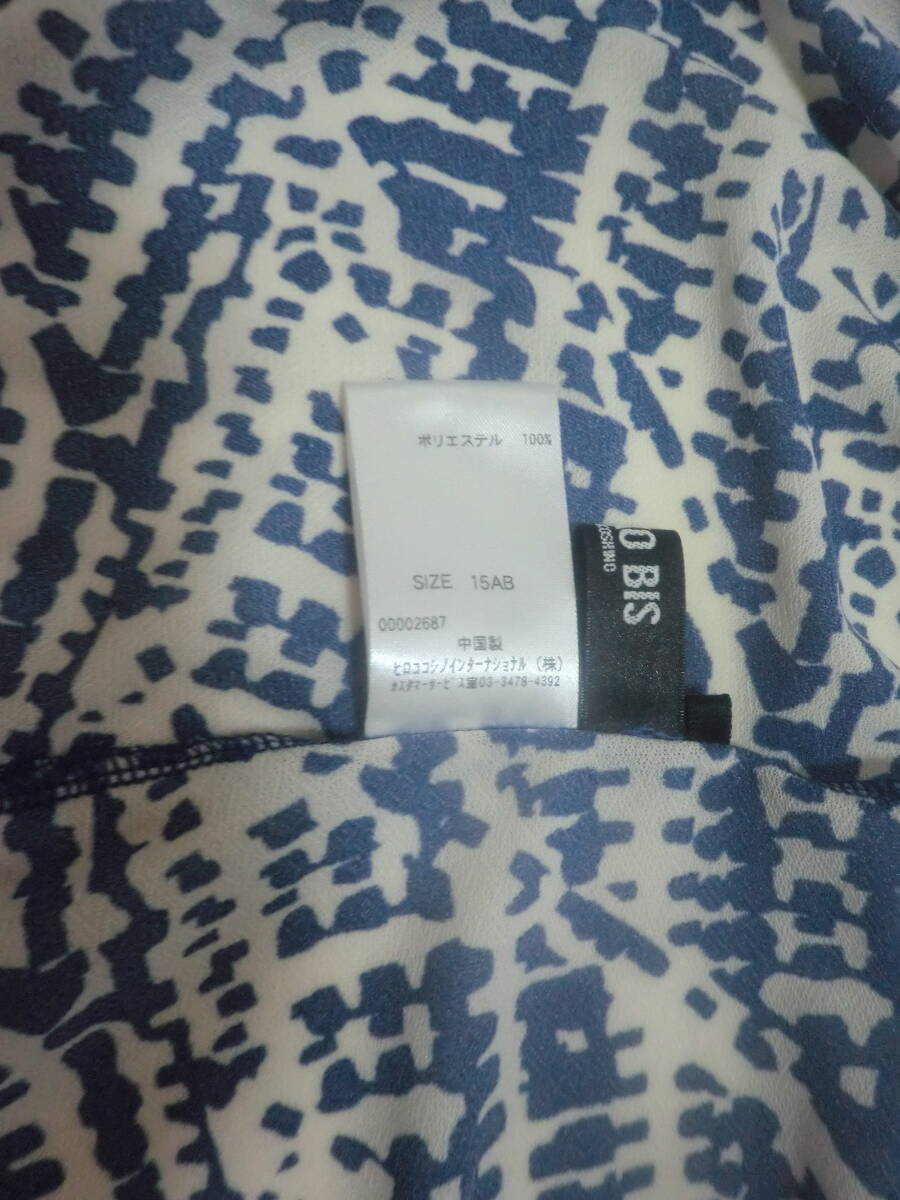 ポリエステル 100%
SIZE 15AB
00002687
中国製
ヒロココシノインターナショナル (株)
カスタマーサービス室03-3478-4392
O BIS
OSHINO